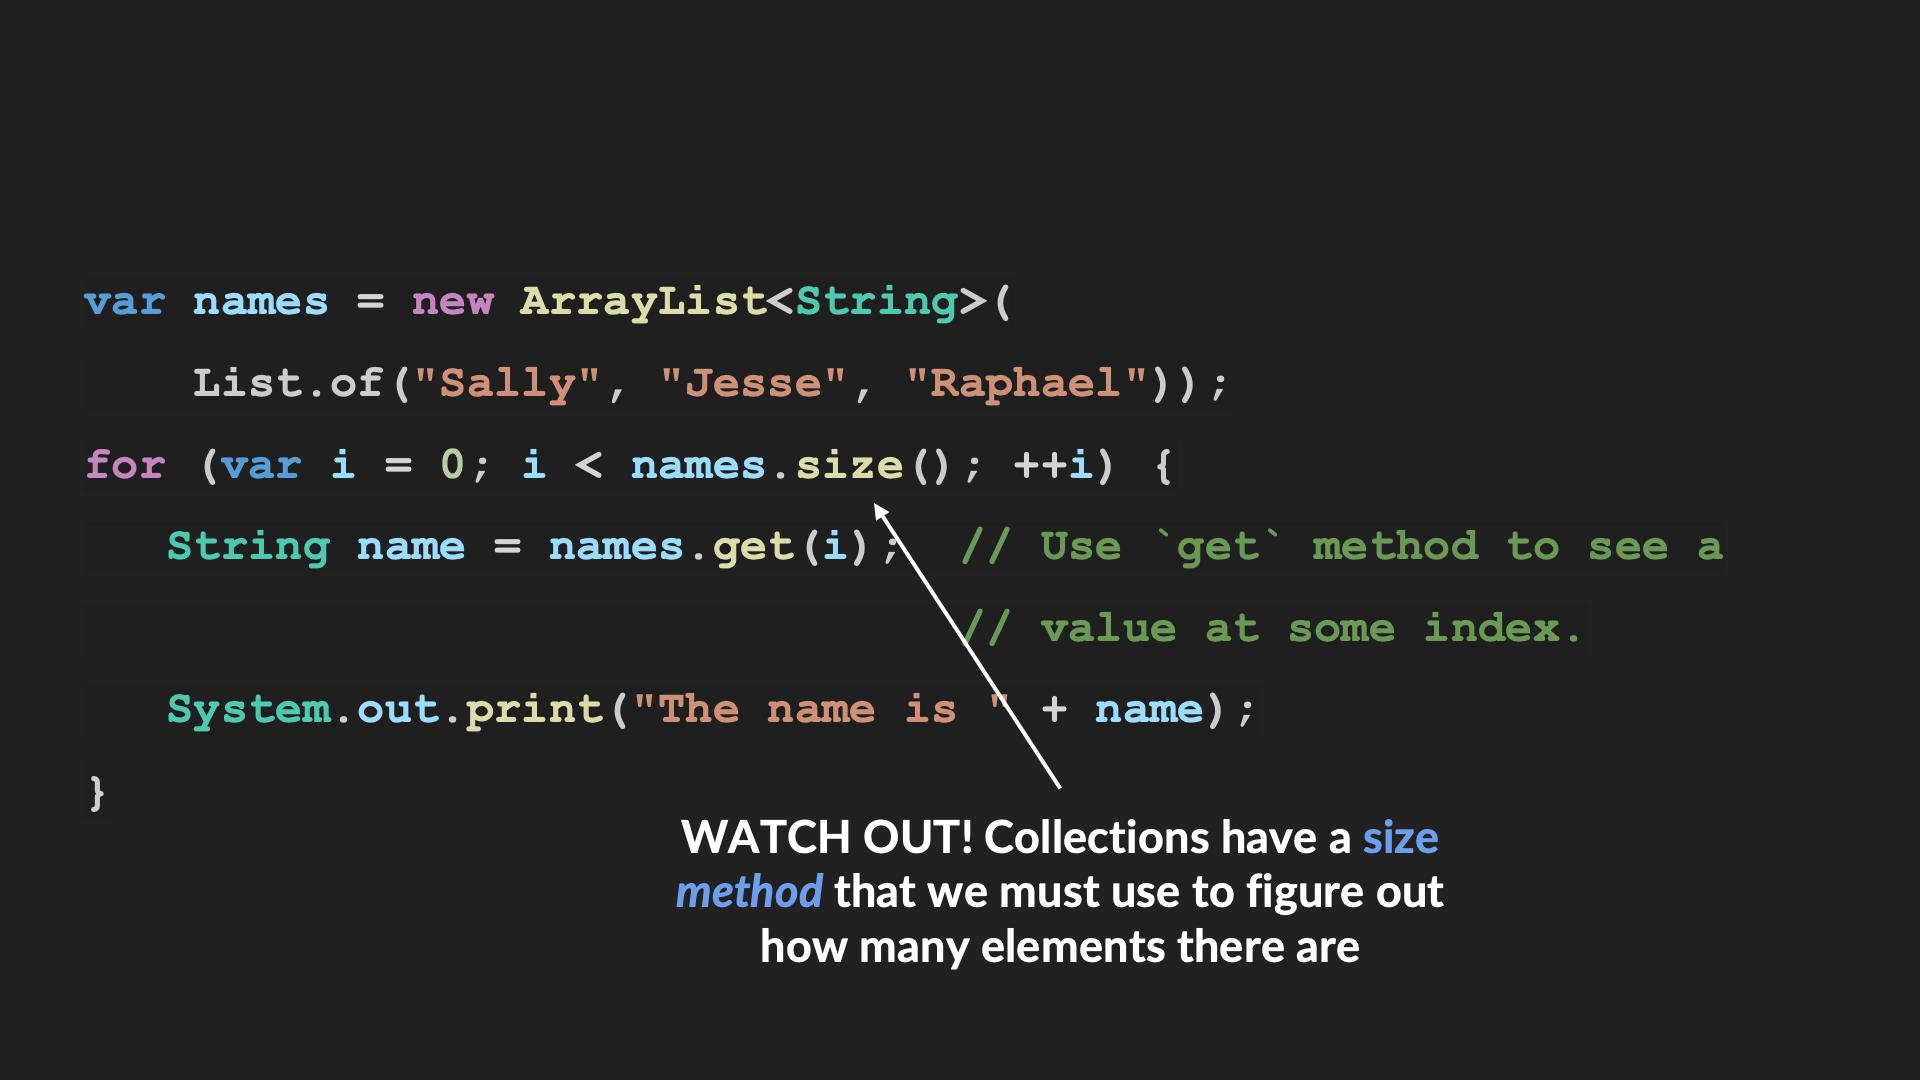 var names = new ArrayList<String>(
    List.of("Sally", "Jesse", "Raphael"));
for (var i = 0; i < names.size(); ++i) {
   String name = names.get(i);  // Use `get` method to see a
                                // value at some index.
   System.out.print("The name is " + name);
}
WATCH OUT! Collections have a size
method that we must use to figure out
how many elements there are